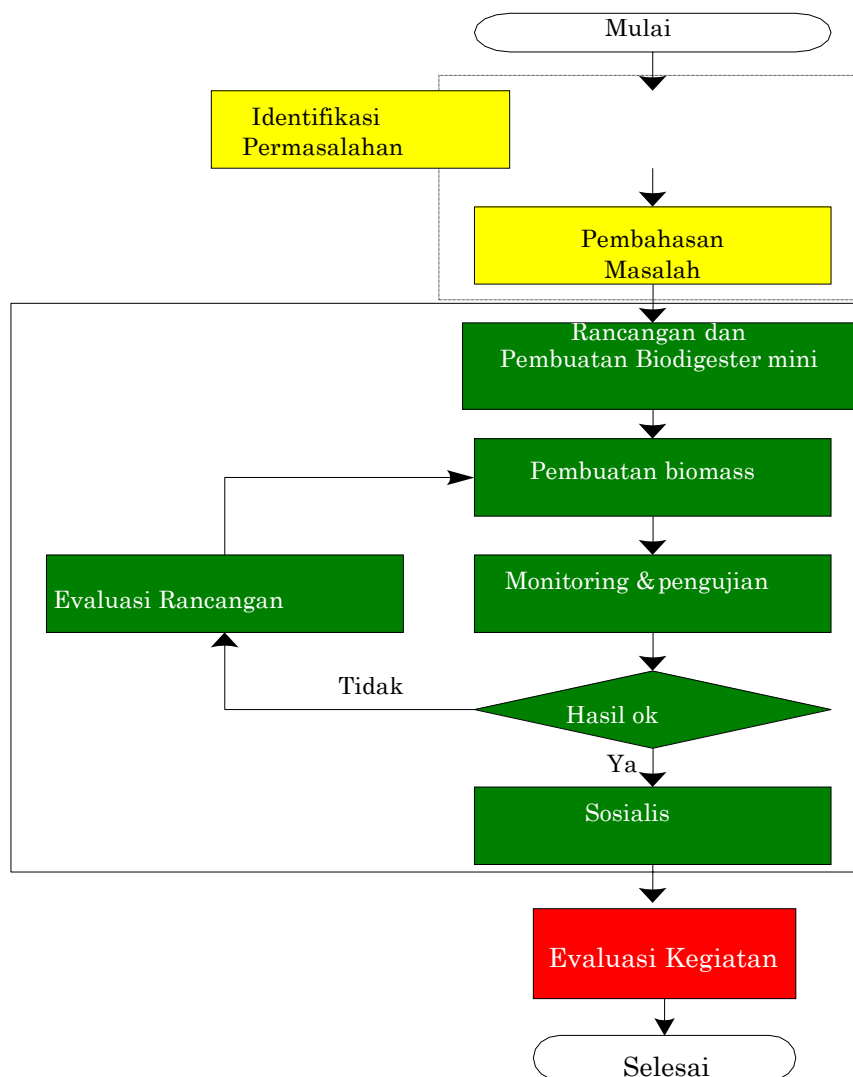 Mulai
Identifikasi
Permasalahan
Pembahasan
Masalah
Rancangan dan
Pembuatan Biodigester mini
Pembuatan biomass
Monitoring & pengujian
Evaluasi Rancangan
Tidak
Hasil ok
Ya
Sosialis
Evaluasi Kegiatan
Selesai